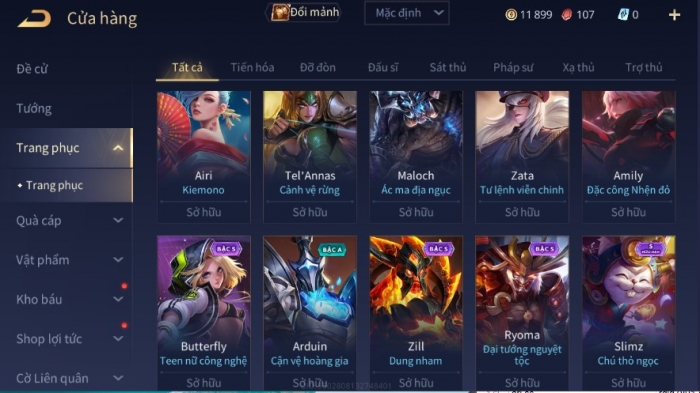 Cửa hàng
Đổi mảnh
Mặc định
11 899
107
0
+
Đề cử
Tướng
Trang phục
Trang phục
Quà cáp
Vật phẩm
Kho báu
Shop lợi tức
Cờ Liên quân
Tất cả
Tiến hóa
Đỡ đòn
Đấu sĩ
Sát thủ
Pháp sư
Xạ thủ
Trợ thủ
Airi
Kiemono
Sở hữu
Tel'Annas
Cảnh vệ rừng
Sở hữu
Maloch
Ác ma địa ngục
Sở hữu
Zata
Tư lệnh viễn chinh
Sở hữu
Amily
Đặc công Nhện đỏ
Sở hữu
BẬC S
Butterfly
Teen nữ công nghệ
Sở hữu
BẬC A
Arduin
Cận vệ hoàng gia
Sở hữu
BẬC S
Zill
Dung nham
Sở hữu
BẬC S
Ryoma
Đại tướng nguyệt
tộc
Sở hữu
S
Slimz
Chú thỏ ngọc
Sở hữu